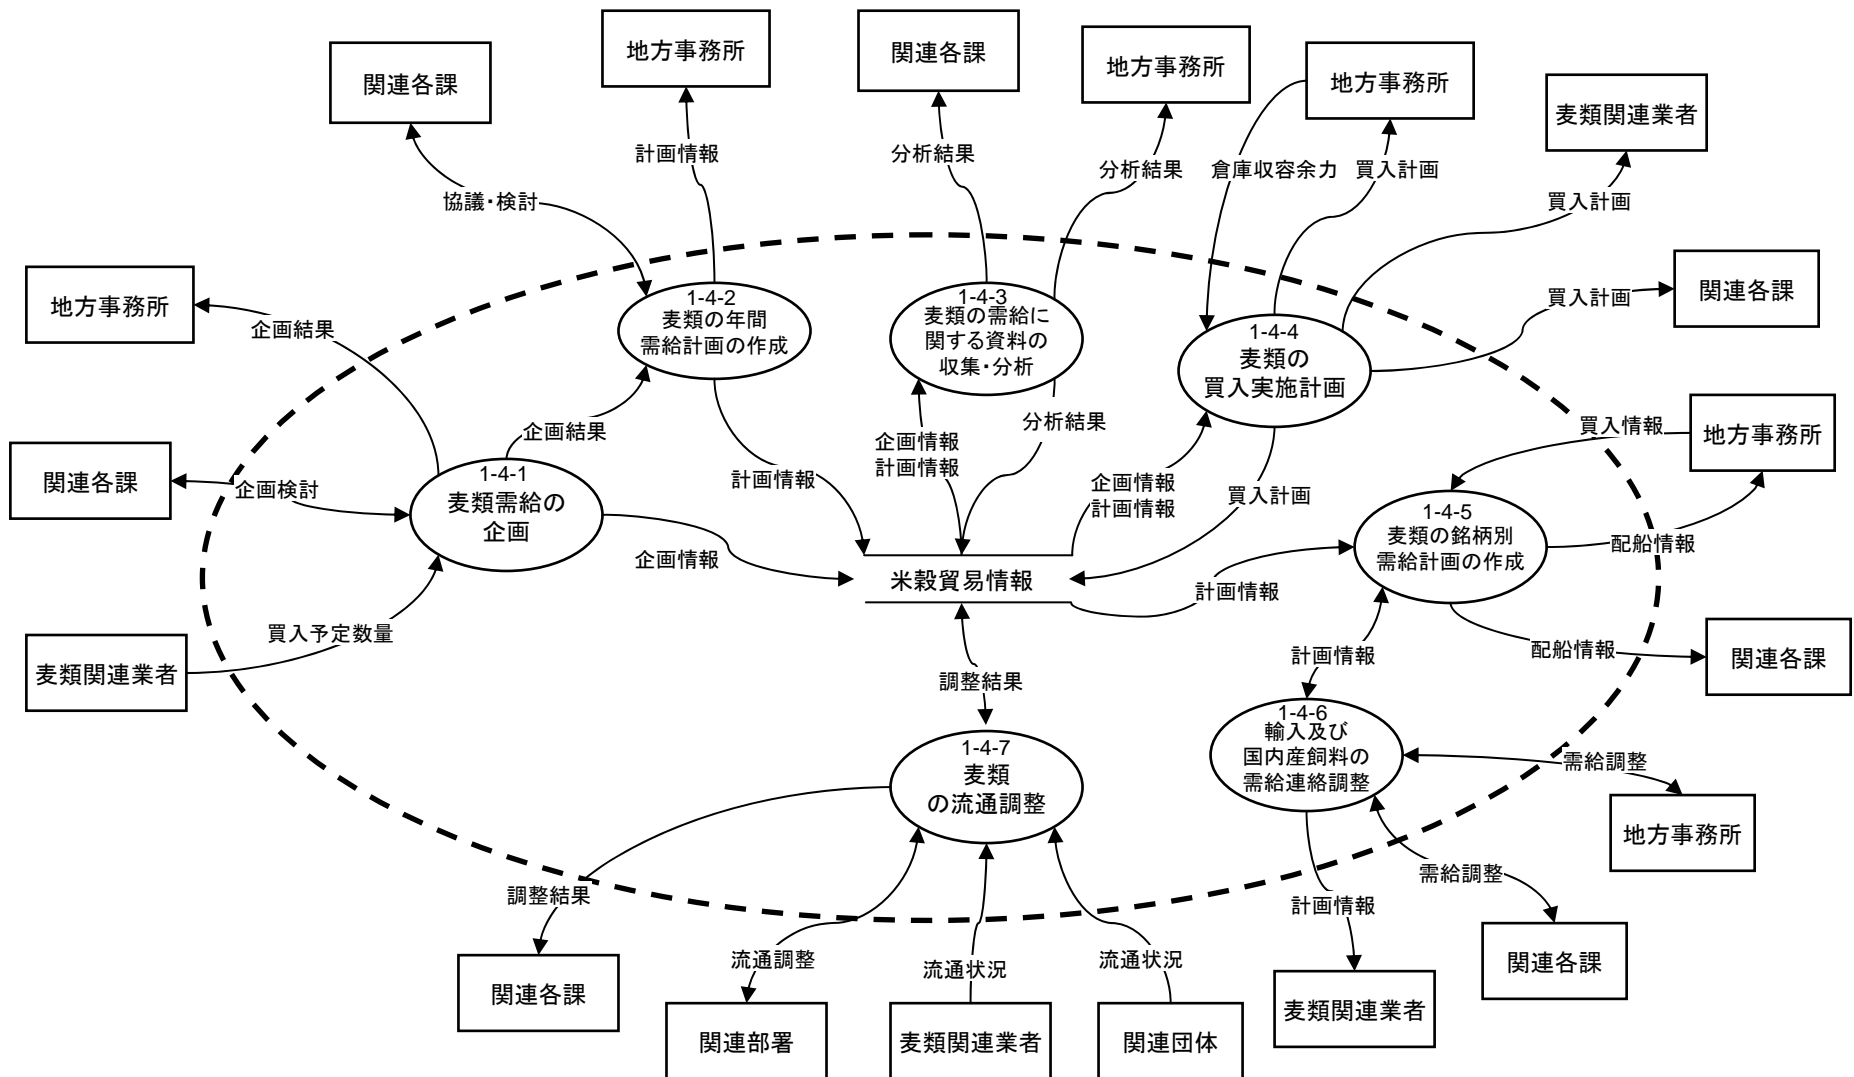 関連各課
地方事務所
関連各課
地方事務所
地方事務所
麦類関連業者
計画情報
分析結果
分析結果
倉庫収容余力
買入計画
協議・検討
買入計画
地方事務所
企画結果
1-4-2
麦類の年間
需給計画の作成
1-4-3
麦類の需給に
関する資料の
収集・分析
1-4-4
麦類の
買入実施計画
買入計画
関連各課
企画結果
分析結果
買入情報
地方事務所
関連各課
企画検討
1-4-1
麦類需給の
企画
計画情報
企画情報
計画情報
企画情報
計画情報
買入計画
1-4-5
麦類の銘柄別
需給計画の作成
配船情報
企画情報
米穀貿易情報
計画情報
麦類関連業者
買入予定数量
調整結果
計画情報
配船情報
関連各課
1-4-7
麦類
の流通調整
1-4-6
輸入及び
国内産飼料の
需給連絡調整
需給調整
地方事務所
調整結果
需給調整
計画情報
関連各課
流通調整
流通状況
流通状況
関連各課
関連部署
麦類関連業者
関連団体
麦類関連業者